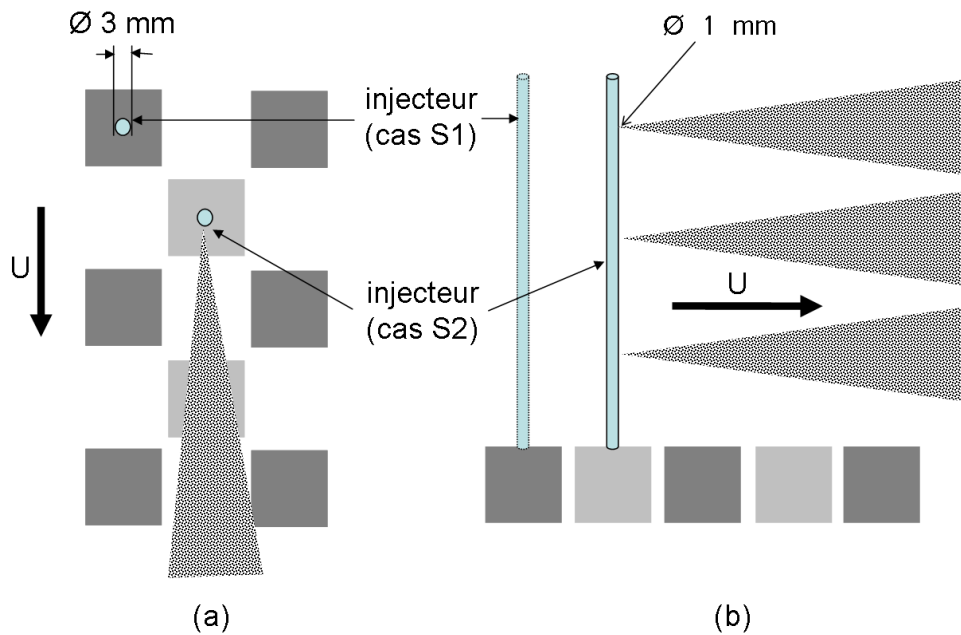 Ø 3 mm
Ø 1 mm
injecteur
(cas S1)
U
injecteur
(cas S2)
U
(a)
(b)